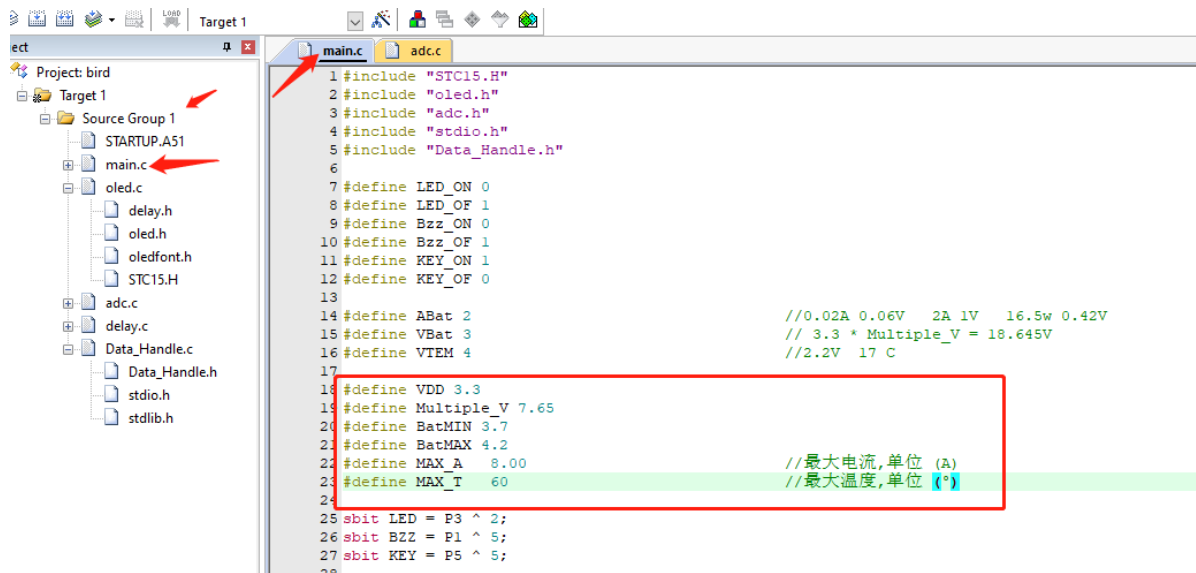 LOAD
Target 1
ect
Project: bird
Target 1
Source Group 1
STARTUP.A51
main.c
oled.c
delay.h
oled.h
oledfont.h
STC15.H
adc.c
delay.c
Data_Handle.c
Data_Handle.h
stdio.h
stdlib.h
main.c adc.c
1 #include "STC15.H"
2 #include "oled.h"
3 #include "adc.h"
4 #include "stdio.h"
5 #include "Data_Handle.h"
6
7 #define LED_ON 0
8 #define LED_OF 1
9 #define Bzz_ON 0
10 #define Bzz_OF 1
11 #define KEY_ON 1
12 #define KEY_OF 0
13
14 #define ABat 2 //0.02A 0.06V 2A 1V 16.5w 0.42V
15 #define VBat 3 // 3.3 * Multiple_V = 18.645V
16 #define VTEM 4 //2.2V 17 C
17
18 #define VDD 3.3
19 #define Multiple_V 7.65
20 #define BatMIN 3.7
21 #define BatMAX 4.2
22 #define MAX_A 8.00 //最大电流,单位 (A)
23 #define MAX_T 60 //最大温度,单位 (°)
24
25 sbit LED = P3 ^ 2;
26 sbit BZZ = P1 ^ 5;
27 sbit KEY = P5 ^ 5;
28